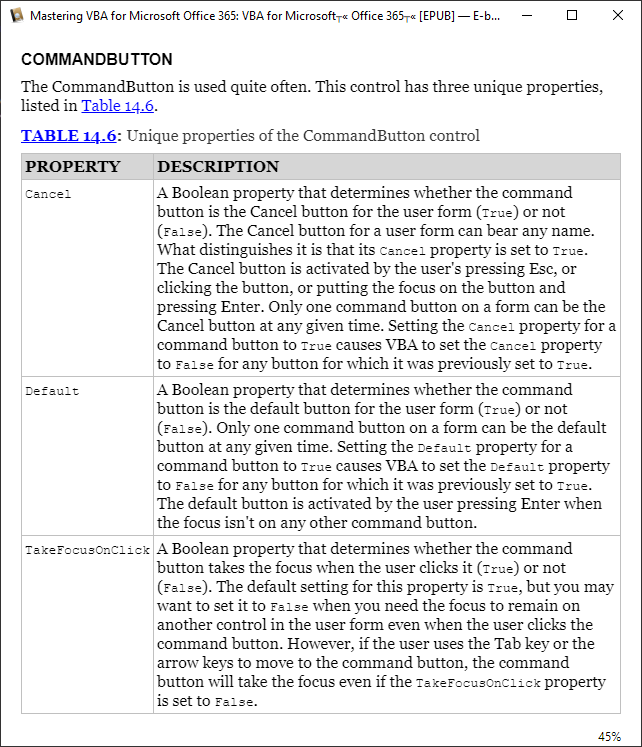 Mastering VBA for Microsoft Office 365: VBA for Microsoft┬« Office 365┬« [EPUB] — E-b...
COMMANDBUTTON
The CommandButton is used quite often. This control has three unique properties,
listed in Table 14.6.
TABLE 14.6: Unique properties of the CommandButton control
PROPERTY DESCRIPTION
Cancel A Boolean property that determines whether the command
button is the Cancel button for the user form (True) or not
(False). The Cancel button for a user form can bear any name.
What distinguishes it is that its Cancel property is set to True.
The Cancel button is activated by the user's pressing Esc, or
clicking the button, or putting the focus on the button and
pressing Enter. Only one command button on a form can be the
Cancel button at any given time. Setting the Cancel property for a
command button to True causes VBA to set the Cancel property
to False for any button for which it was previously set to True.
Default A Boolean property that determines whether the command
button is the default button for the user form (True) or not
(False). Only one command button on a form can be the default
button at any given time. Setting the Default property for a
command button to True causes VBA to set the Default property
to False for any button for which it was previously set to True.
The default button is activated by the user pressing Enter when
the focus isn't on any other command button.
TakeFocusOnClick A Boolean property that determines whether the command
button takes the focus when the user clicks it (True) or not
(False). The default setting for this property is True, but you may
want to set it to False when you need the focus to remain on
another control in the user form even when the user clicks the
command button. However, if the user uses the Tab key or the
arrow keys to move to the command button, the command
button will take the focus even if the TakeFocusOnClick property
is set to False.
45%